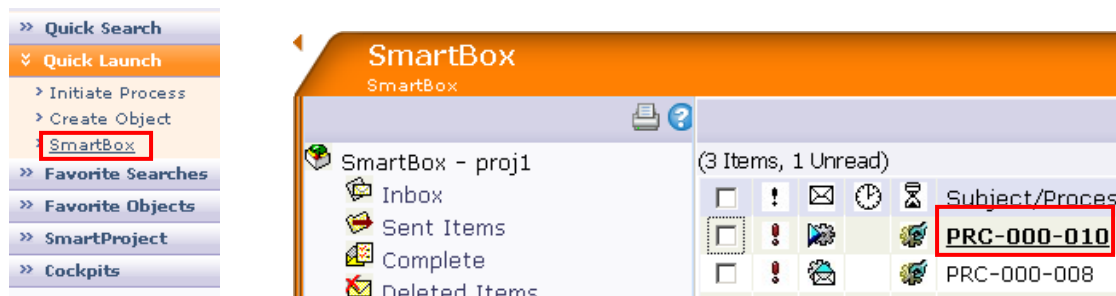 » Quick Search
Quick Launch
› Initiate Process
› Create Object
› SmartBox
» Favorite Searches
» Favorite Objects
» SmartProject
» Cockpits
SmartBox
SmartBox
SmartBox - proj1
Inbox
Sent Items
Complete
Deleted Items
(3 Items, 1 Unread)
Subject/Proces
PRC-000-010
PRC-000-008